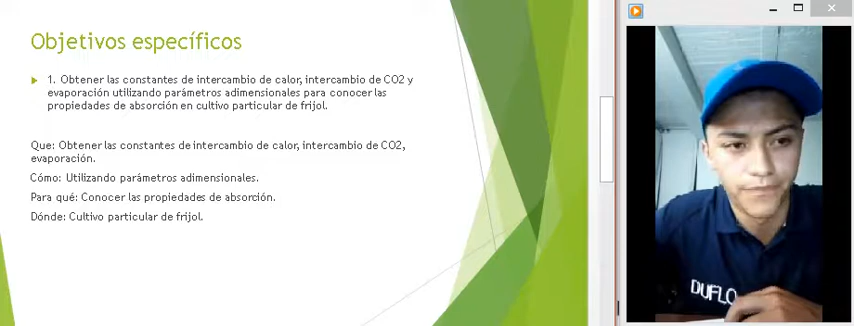 Objetivos específicos
1. Obtener las constantes de intercambio de calor, intercambio de CO2 y
evaporación utilizando parámetros adimensionales para conocer las
propiedades de absorción en cultivo particular de frijol.
Que: Obtener las constantes de intercambio de calor, intercambio de CO2,
evaporación.
Cómo: Utilizando parámetros adimensionales.
Para qué: Conocer las propiedades de absorción.
Dónde: Cultivo particular de frijol.
DUFLO